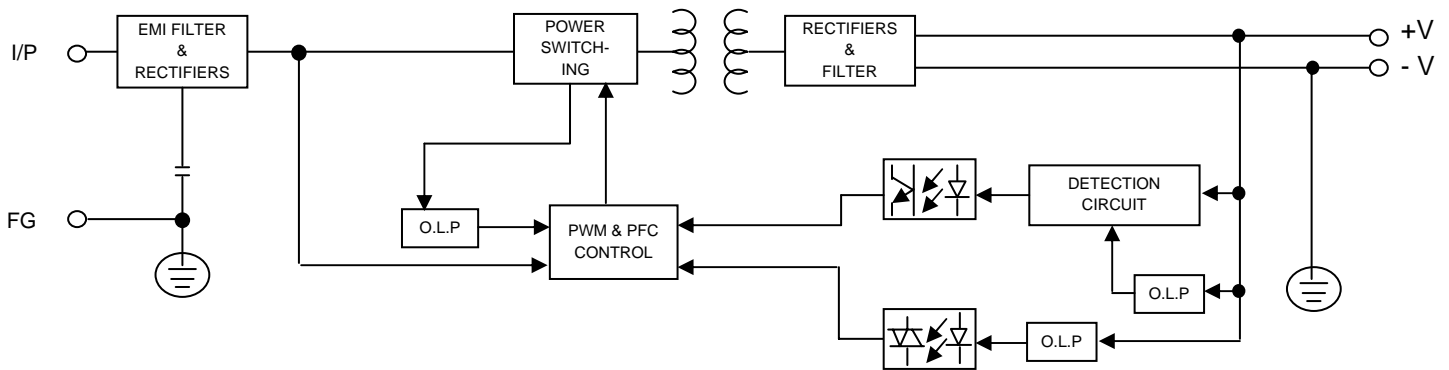 I/P
EMI FILTER
&
RECTIFIERS
POWER
SWITCH-
ING
RECTIFIERS
&
FILTER
+V
- V
FG
O.L.P
PWM & PFC
CONTROL
DETECTION
CIRCUIT
O.L.P
O.L.P